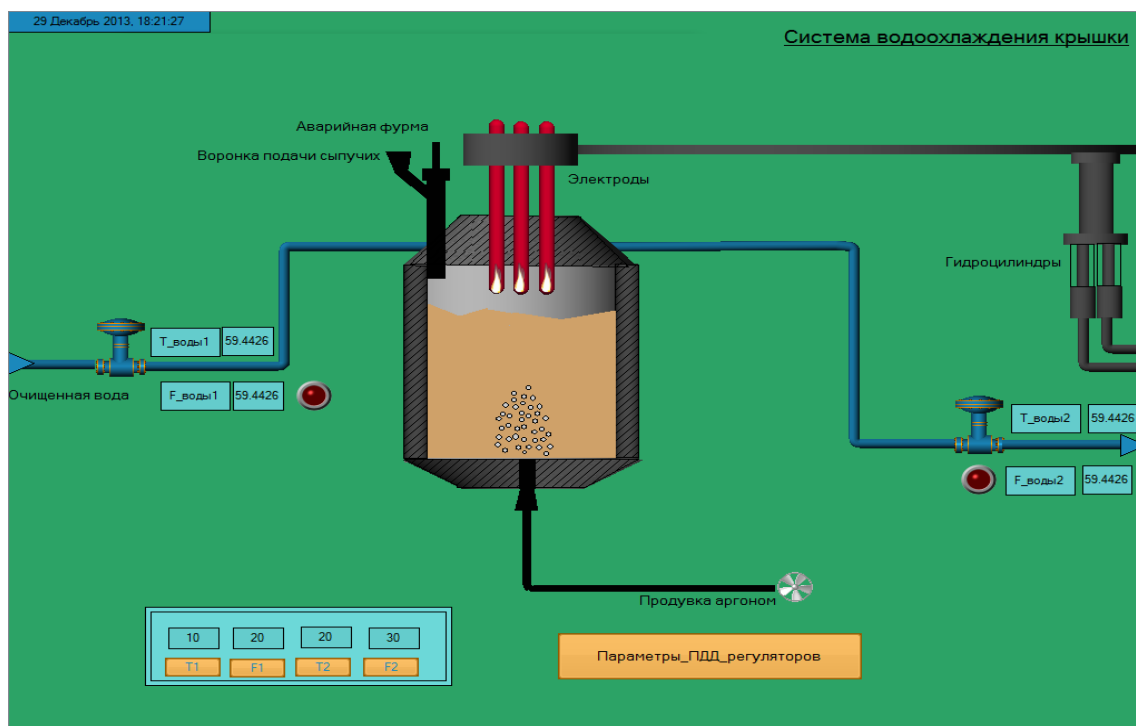 29 Декабрь 2013, 18:21:27
Система водоохлаждения крышки
Аварийная фурма
Воронка подачи сыпучих
Электроды
Гидроцилиндры
T_воды1 59.4426
Очищенная вода
F_воды1 59.4426
T_воды2 59.4426
F_воды2 59.4426
Продувка аргоном
10 20 20 30
T1 F1 T2 F2
Параметры_ПДД_регуляторов